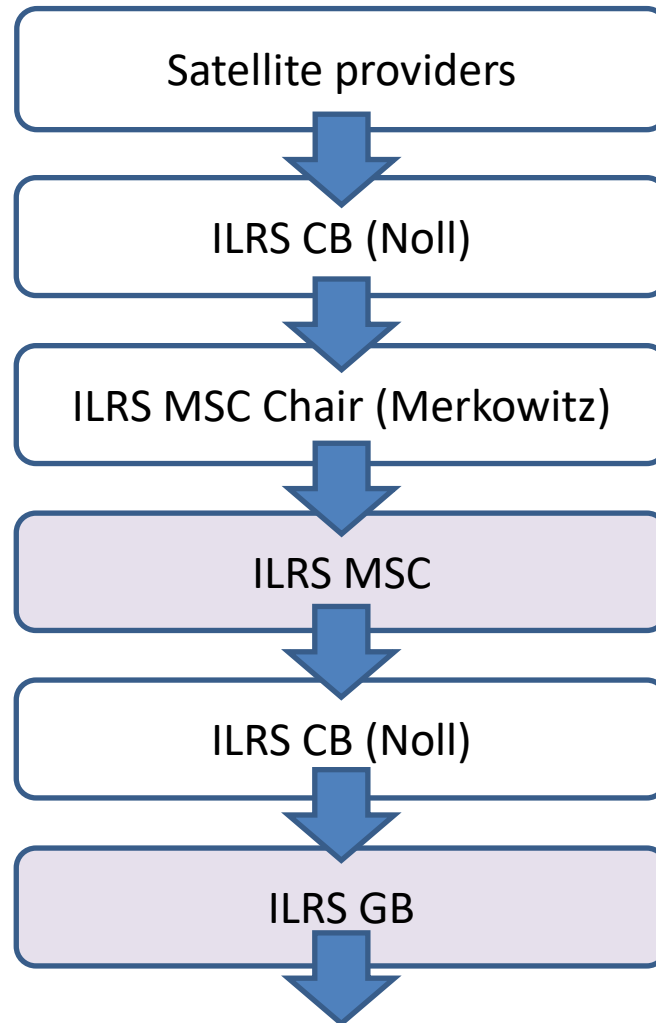 Satellite providers
ILRS CB (Noll)
ILRS MSC Chair (Merkowitz)
ILRS MSC
ILRS CB (Noll)
ILRS GB